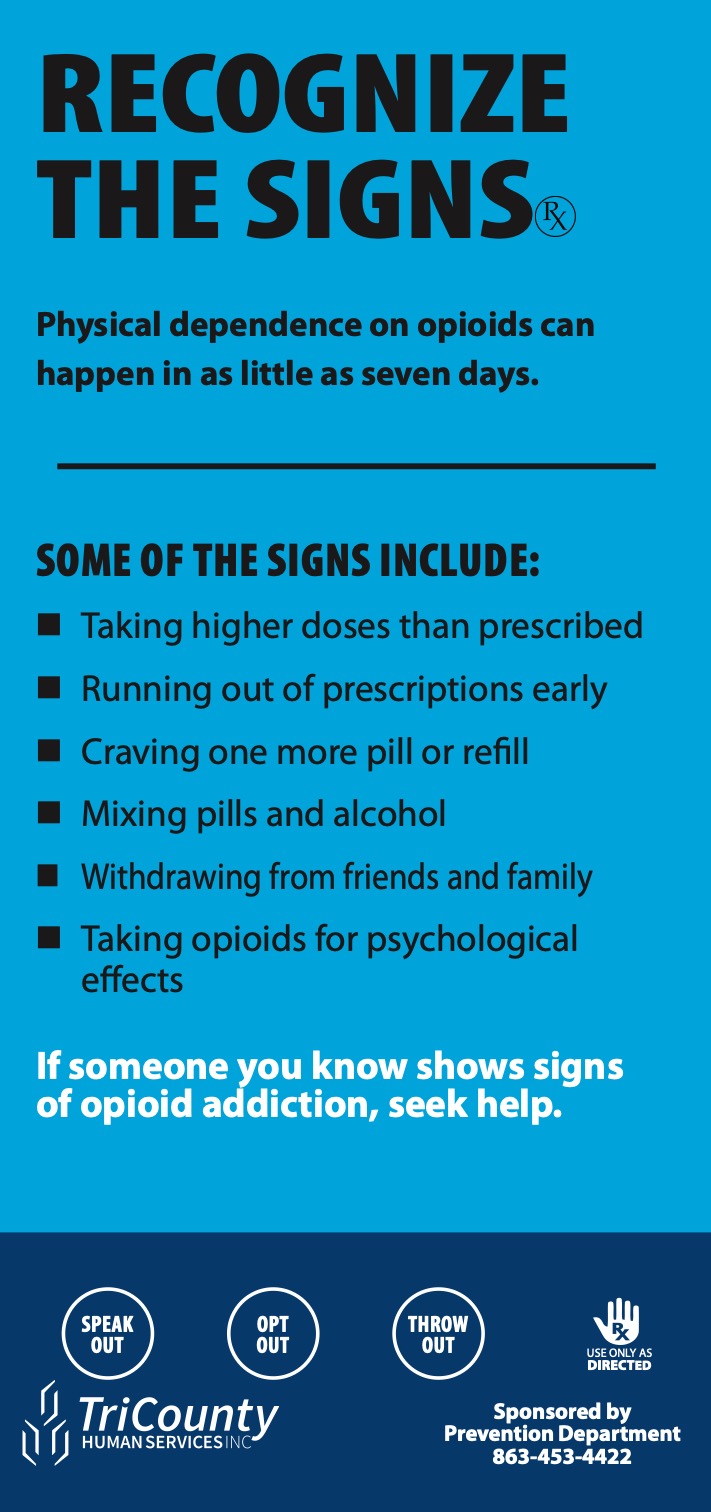 RECOGNIZE
THE SIGNS
RX
Physical dependence on opioids can
happen in as little as seven days.
SOME OF THE SIGNS INCLUDE:
■ Taking higher doses than prescribed
■ Running out of prescriptions early
■ Craving one more pill or refill
■ Mixing pills and alcohol
■ Withdrawing from friends and family
■ Taking opioids for psychological
effects
If someone you know shows signs
of opioid addiction, seek help.
SPEAK
OUT
OPT
OUT
THROW
OUT
RX
USE ONLY AS
DIRECTED
TriCounty
HUMAN SERVICES INC
Sponsored by
Prevention Department
863-453-4422